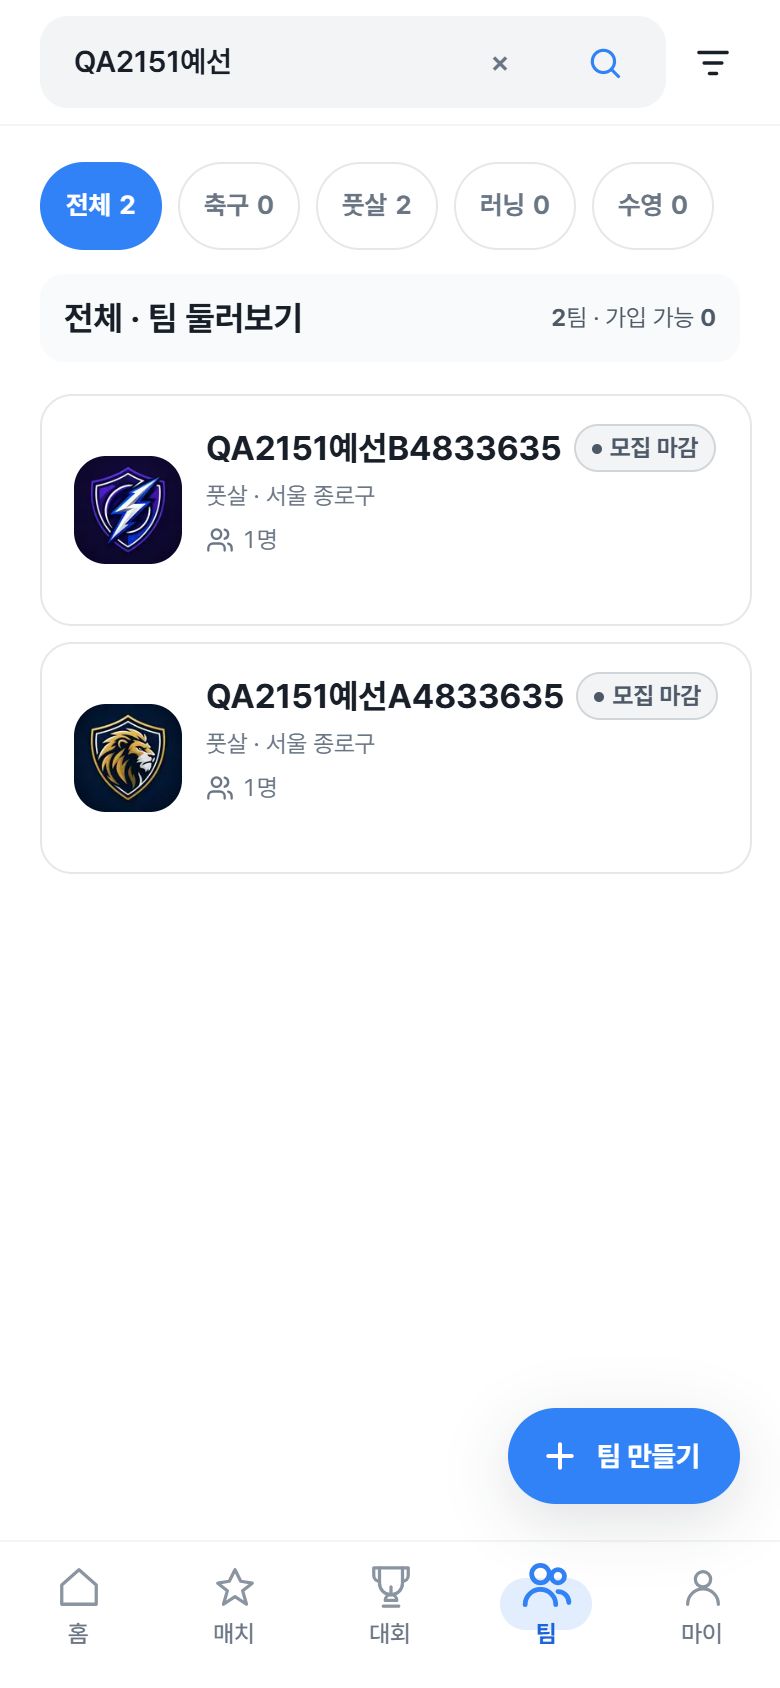 QA2151예선 ×
전체 2 축구 0 풋살 2 러닝 0 수영 0
전체 · 팀 둘러보기 2팀 · 가입 가능 0
QA2151예선B4833635 • 모집 마감
풋살 · 서울 종로구
1명
QA2151예선A4833635 • 모집 마감
풋살 · 서울 종로구
1명
+ 팀 만들기
홈 매치 대회 팀 마이